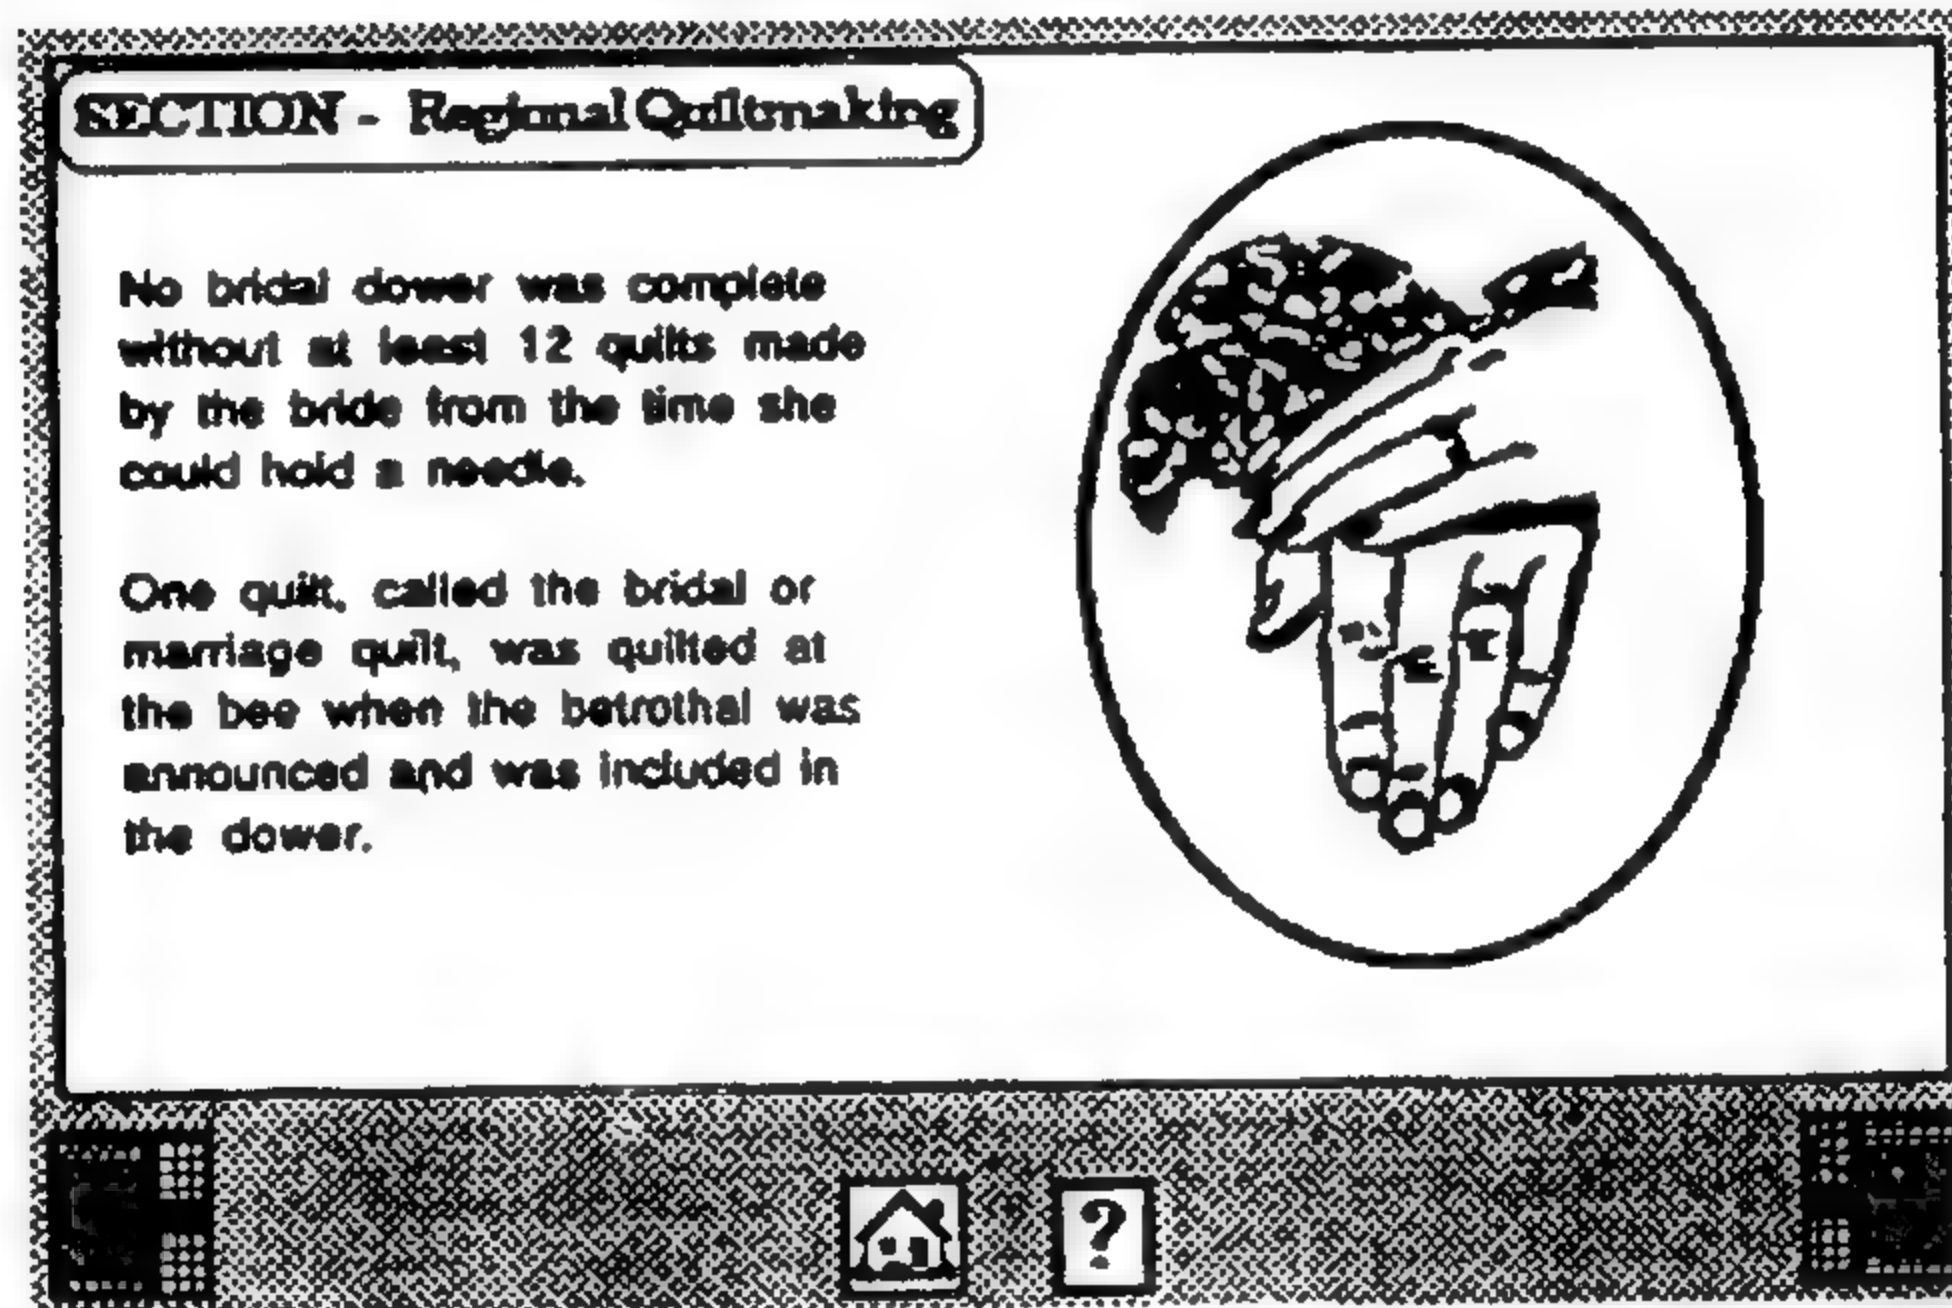 SECTION - Regional Quiltmaking
No bridal dower was complete
without at least 12 quilts made
by the bride from the time she
could hold a needle.
One quilt, called the bridal or
marriage quilt, was quilted at
the bee when the betrothal was
announced and was included in
the dower.
?